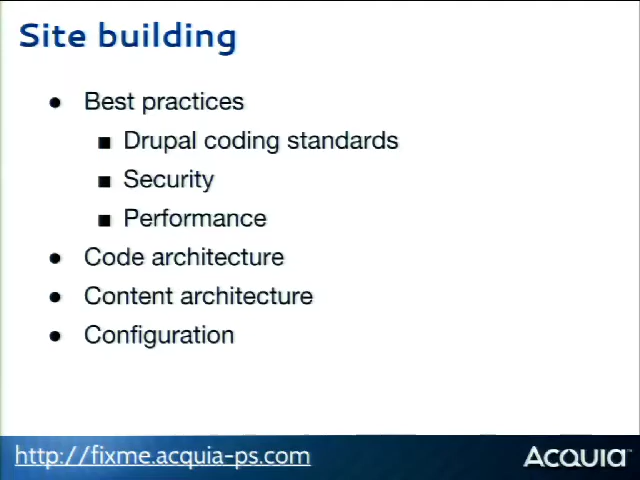 Site building
● Best practices
■ Drupal coding standards
■ Security
■ Performance
● Code architecture
● Content architecture
● Configuration
http://fixme.acquia-ps.com
ACQUIA